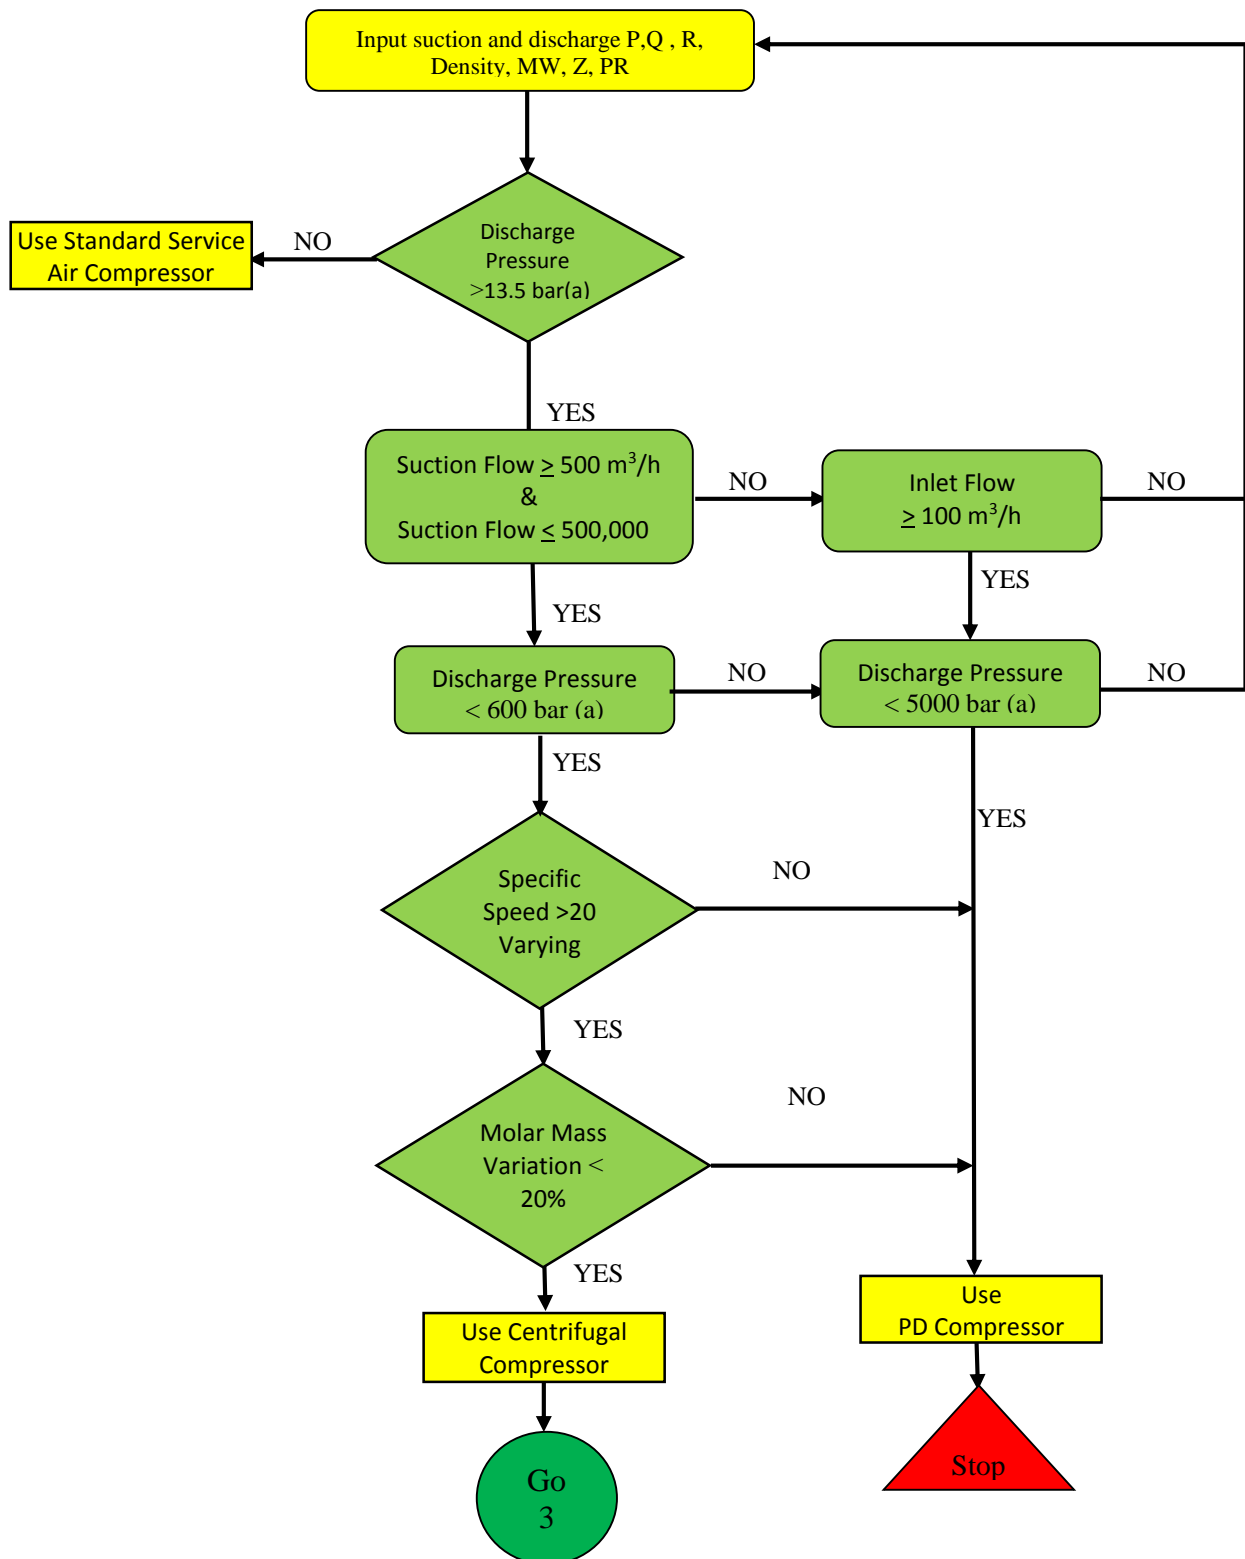 Input suction and discharge P,Q , R,
Density, MW, Z, PR
Discharge
Pressure
>13.5 bar(a)
NO
Use Standard Service
Air Compressor
YES
Suction Flow ≥ 500 m³/h
&
Suction Flow ≤ 500,000
NO
Inlet Flow
≥ 100 m³/h
NO
YES
YES
Discharge Pressure
< 600 bar (a)
NO
Discharge Pressure
< 5000 bar (a)
NO
YES
YES
Specific
Speed >20
Varying
NO
YES
Molar Mass
Variation <
20%
NO
YES
Use Centrifugal
Compressor
Use
PD Compressor
Go
3
Stop